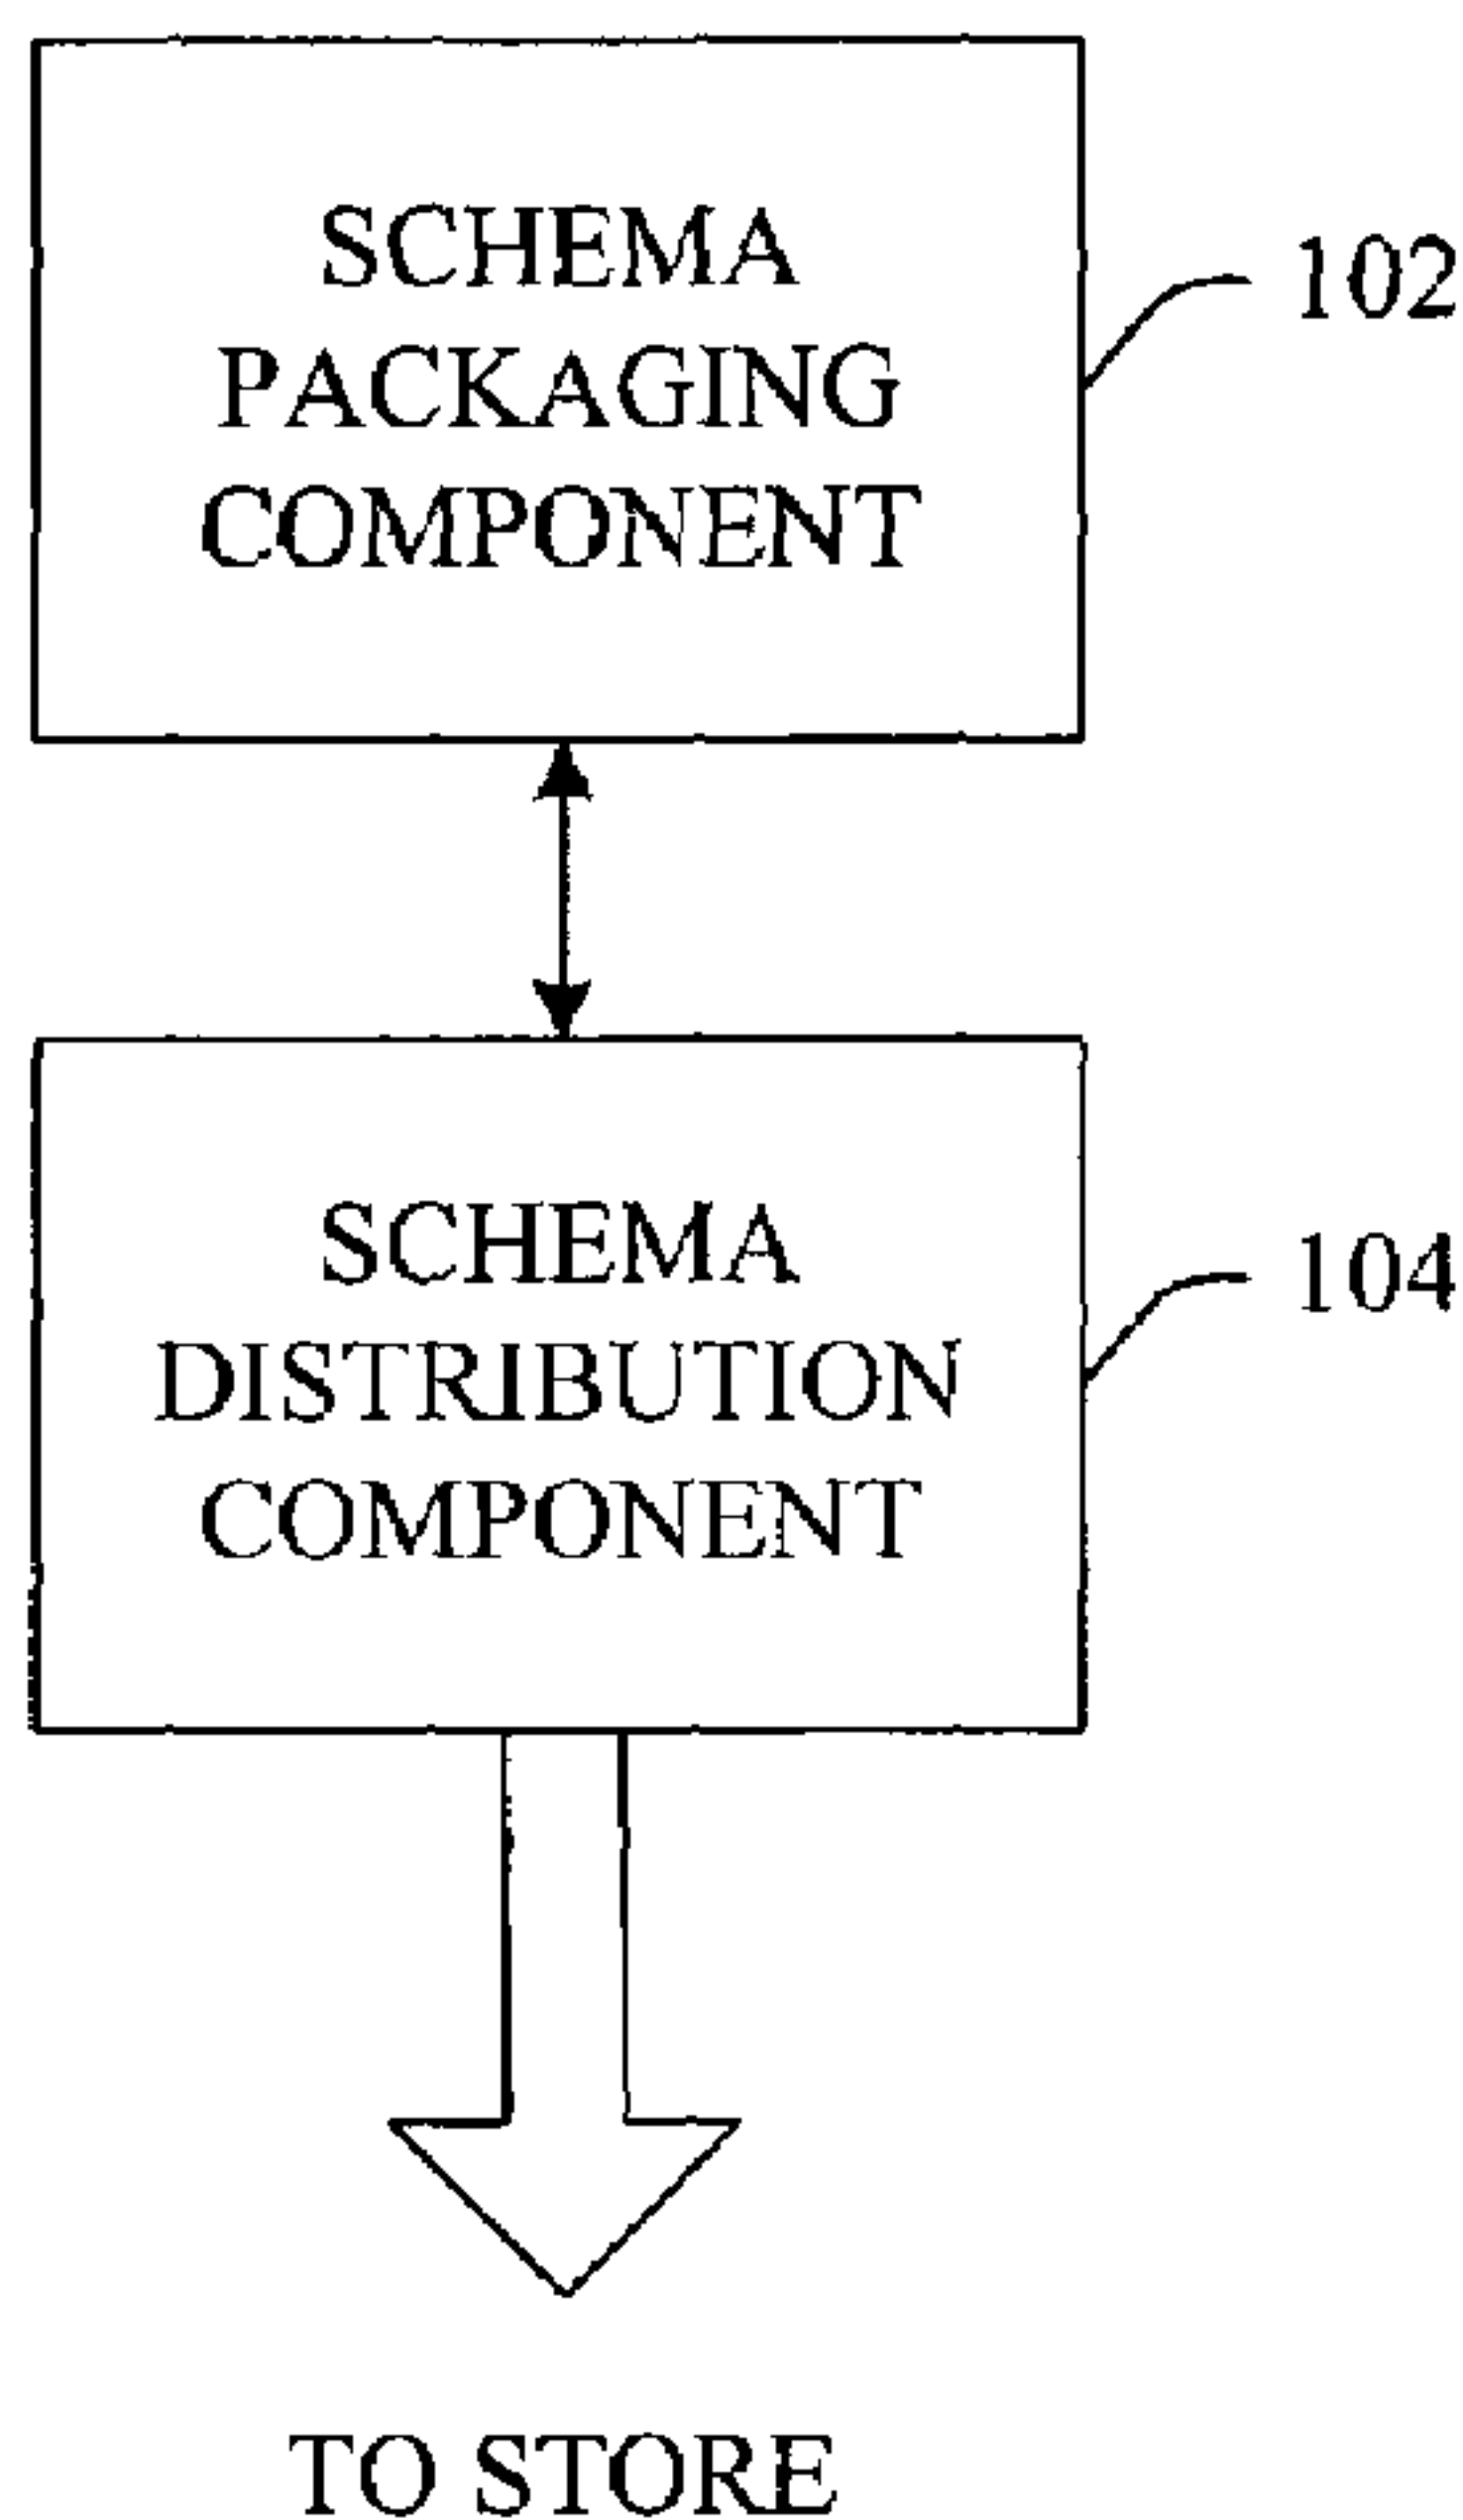 SCHEMA
PACKAGING
COMPONENT
102
SCHEMA
DISTRIBUTION
COMPONENT
104
TO STORE